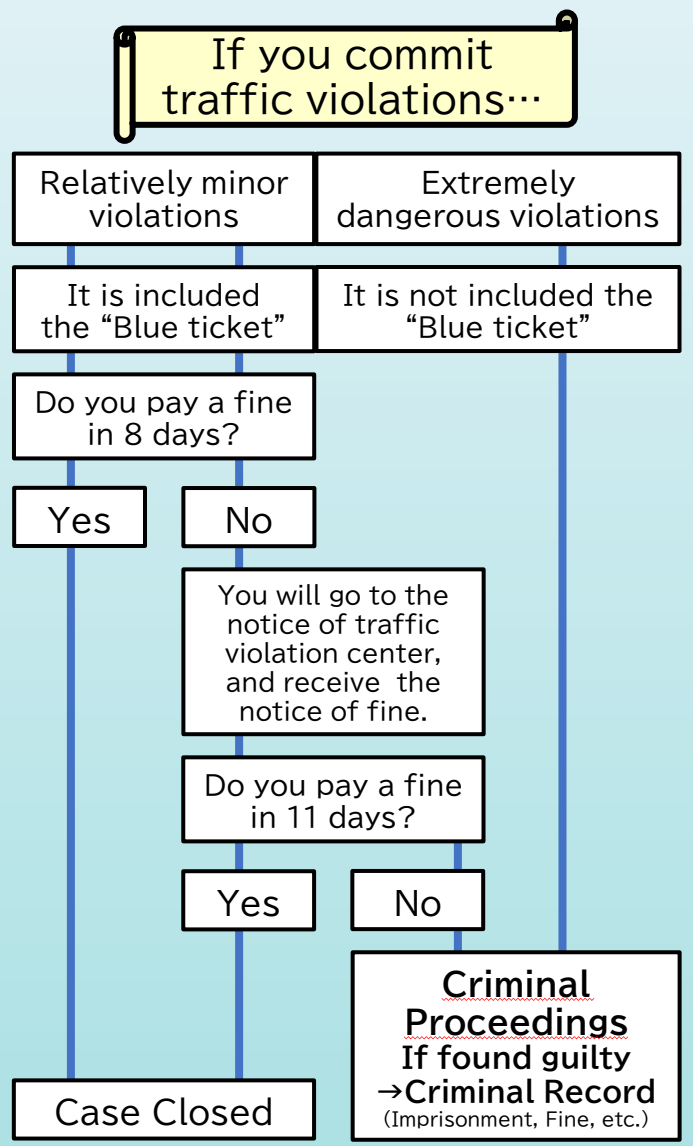 If you commit
traffic violations…
Relatively minor
violations
Extremely
dangerous violations
It is included
the “Blue ticket”
It is not included the
“Blue ticket”
Do you pay a fine
in 8 days?
Yes
No
You will go to the
notice of traffic
violation center,
and receive the
notice of fine.
Do you pay a fine
in 11 days?
Yes
No
Criminal
Proceedings
If found guilty
→Criminal Record
(Imprisonment, Fine, etc.)
Case Closed